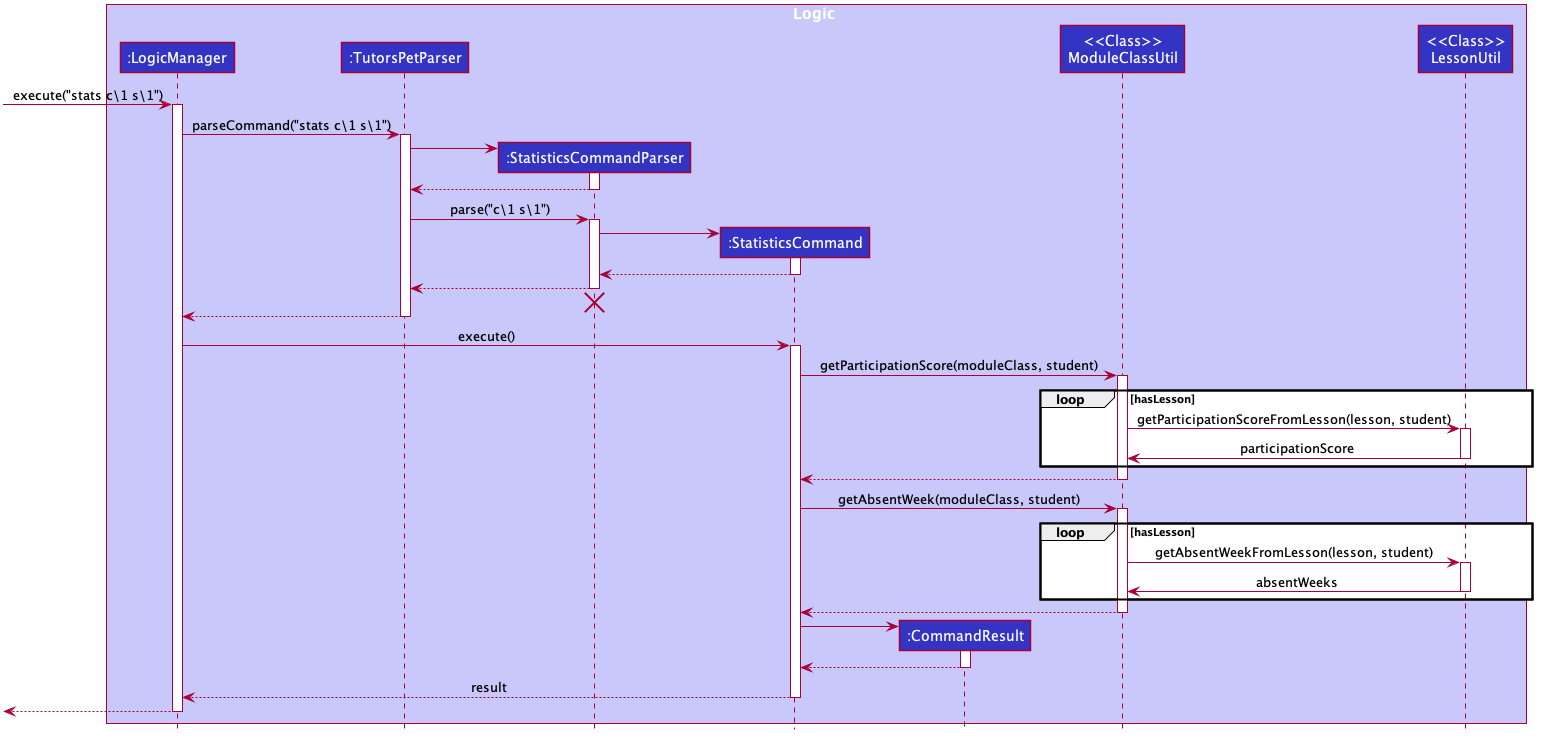 Logic
<<Class>>
ModuleClassUtil
<<Class>>
LessonUtil
:LogicManager
:TutorsPetParser
execute("stats c\1 s\1")
parseCommand("stats c\1 s\1")
:StatisticsCommandParser
parse("c\1 s\1")
:StatisticsCommand
execute()
getParticipationScore(moduleClass, student)
loop
[hasLesson]
getParticipationScoreFromLesson(lesson, student)
participationScore
getAbsentWeek(moduleClass, student)
loop
[hasLesson]
getAbsentWeekFromLesson(lesson, student)
absentWeeks
:CommandResult
result